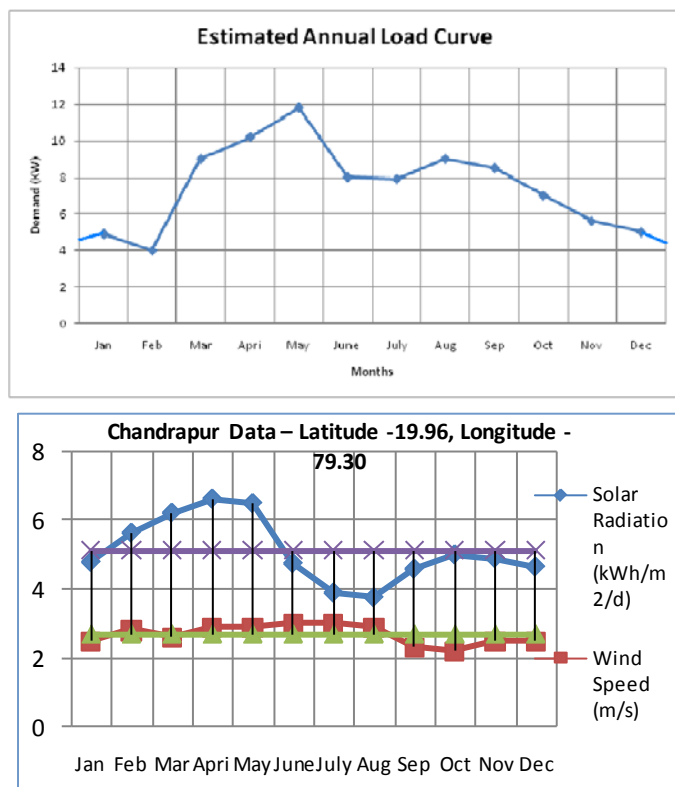 Estimated Annual Load Curve
14
12
10
8
6
4
2
0
Demand (kW)
Jan Feb Mar Apri May June July Aug Sep Oct Nov Dec
Months
Chandrapur Data – Latitude -19.96, Longitude -
79.30
8
6
4
2
0
Solar
Radiatio
n
(kWh/m
2/d)
Wind
Speed
(m/s)
Jan Feb Mar Apri May June July Aug Sep Oct Nov Dec